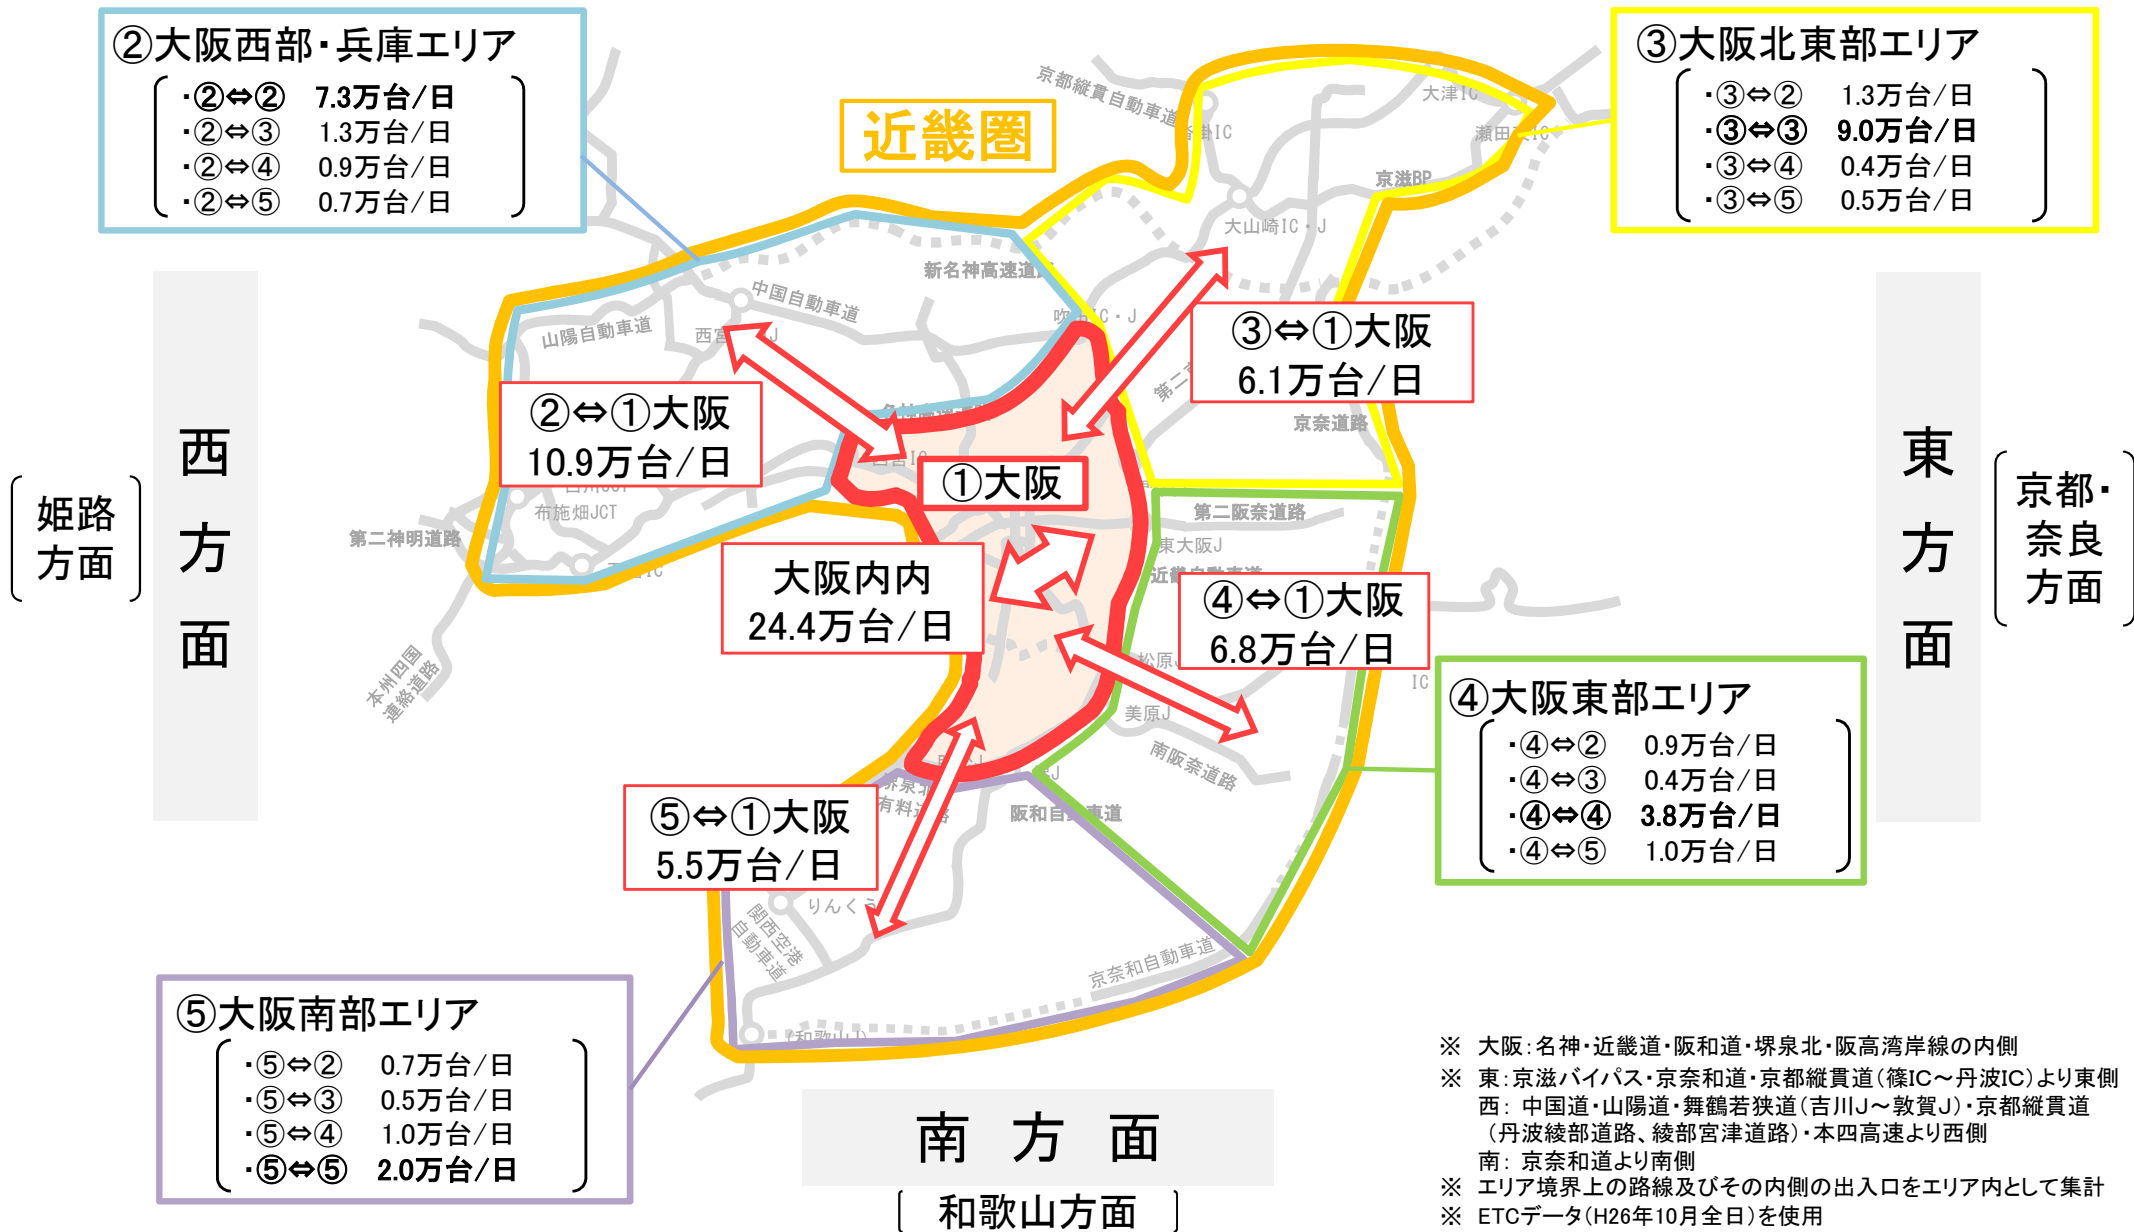 ②大阪西部・兵庫エリア
・②⇔② 7.3万台/日
・②⇔③ 1.3万台/日
・②⇔④ 0.9万台/日
・②⇔⑤ 0.7万台/日
近畿圏
③大阪北東部エリア
・③⇔② 1.3万台/日
・③⇔③ 9.0万台/日
・③⇔④ 0.4万台/日
・③⇔⑤ 0.5万台/日
京都縦貫自動車道
大津IC
京滋BP
大山崎IC・J
新名神高速道
中国自動車道
山陽自動車道
③⇔①大阪
6.1万台/日
京奈道路
②⇔①大阪
10.9万台/日
①大阪
西方面
姫路
方面
東方面
京都・
奈良
方面
布施畑JCT
第二神明道路
第二阪奈道路
東大阪J
大阪内内
24.4万台/日
④⇔①大阪
6.8万台/日
本州四国
連絡道路
IC
美原J
南阪奈道路
④大阪東部エリア
・④⇔② 0.9万台/日
・④⇔③ 0.4万台/日
・④⇔④ 3.8万台/日
・④⇔⑤ 1.0万台/日
⑤⇔①大阪
5.5万台/日
阪和自動車道
りんくう
関西空港
自動車道
京奈和自動車道
(和歌山J)
⑤大阪南部エリア
・⑤⇔② 0.7万台/日
・⑤⇔③ 0.5万台/日
・⑤⇔④ 1.0万台/日
・⑤⇔⑤ 2.0万台/日
南方面
和歌山方面
※ 大阪:名神・近畿道・阪和道・堺泉北・阪高湾岸線の内側
※ 東:京滋バイパス・京奈和道・京都縦貫道(篠IC～丹波IC)より東側
西: 中国道・山陽道・舞鶴若狭道(吉川J～敦賀J)・京都縦貫道
(丹波綾部道路、綾部宮津道路)・本四高速より西側
南: 京奈和道より南側
※ エリア境界上の路線及びその内側の出入口をエリア内として集計
※ ETCデータ(H26年10月全日)を使用